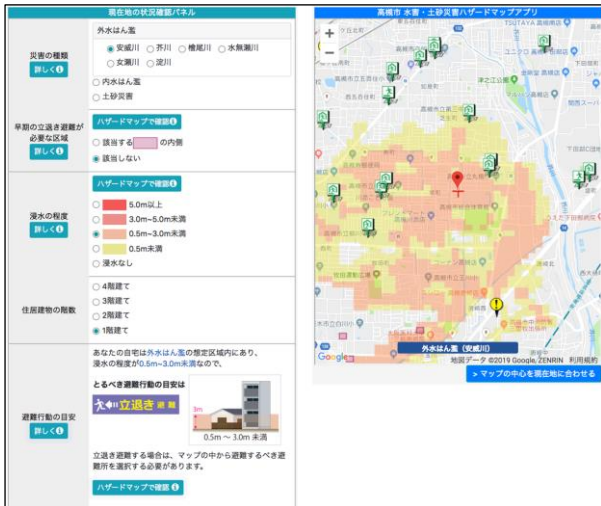 現在地の状況確認パネル
災害の種類
詳しく
外水はん濫
安威川 芥川 檜尾川 水無瀬川
女瀬川 淀川
内水はん濫
土砂災害
早期の立退き避難が
必要な区域
詳しく
ハザードマップで確認
該当する の内側
該当しない
浸水の程度
詳しく
ハザードマップで確認
5.0m以上
3.0m~5.0m未満
0.5m~3.0m未満
0.5m未満
浸水なし
住居建物の階数
4階建て
3階建て
2階建て
1階建て
避難行動の目安
詳しく
あなたの自宅は外水はん濫の想定区域内にあり、
浸水の程度が0.5m~3.0m未満なので、
とるべき避難行動の目安は
立退き避難
3m
0.5m ~ 3.0m 未満
立退き避難する場合は、マップの中から避難するべき避
難所を選択する必要があります。
ハザードマップで確認
高槻市 水害・土砂災害ハザードマップアプリ
+
−
TSUTAYA 高槻
ユニクロ 高槻
津之江公園
外水はん濫(安威川)
Google
地図データ ©2019 Google, ZENRIN 利用規約
> マップの中心を現在地に合わせる